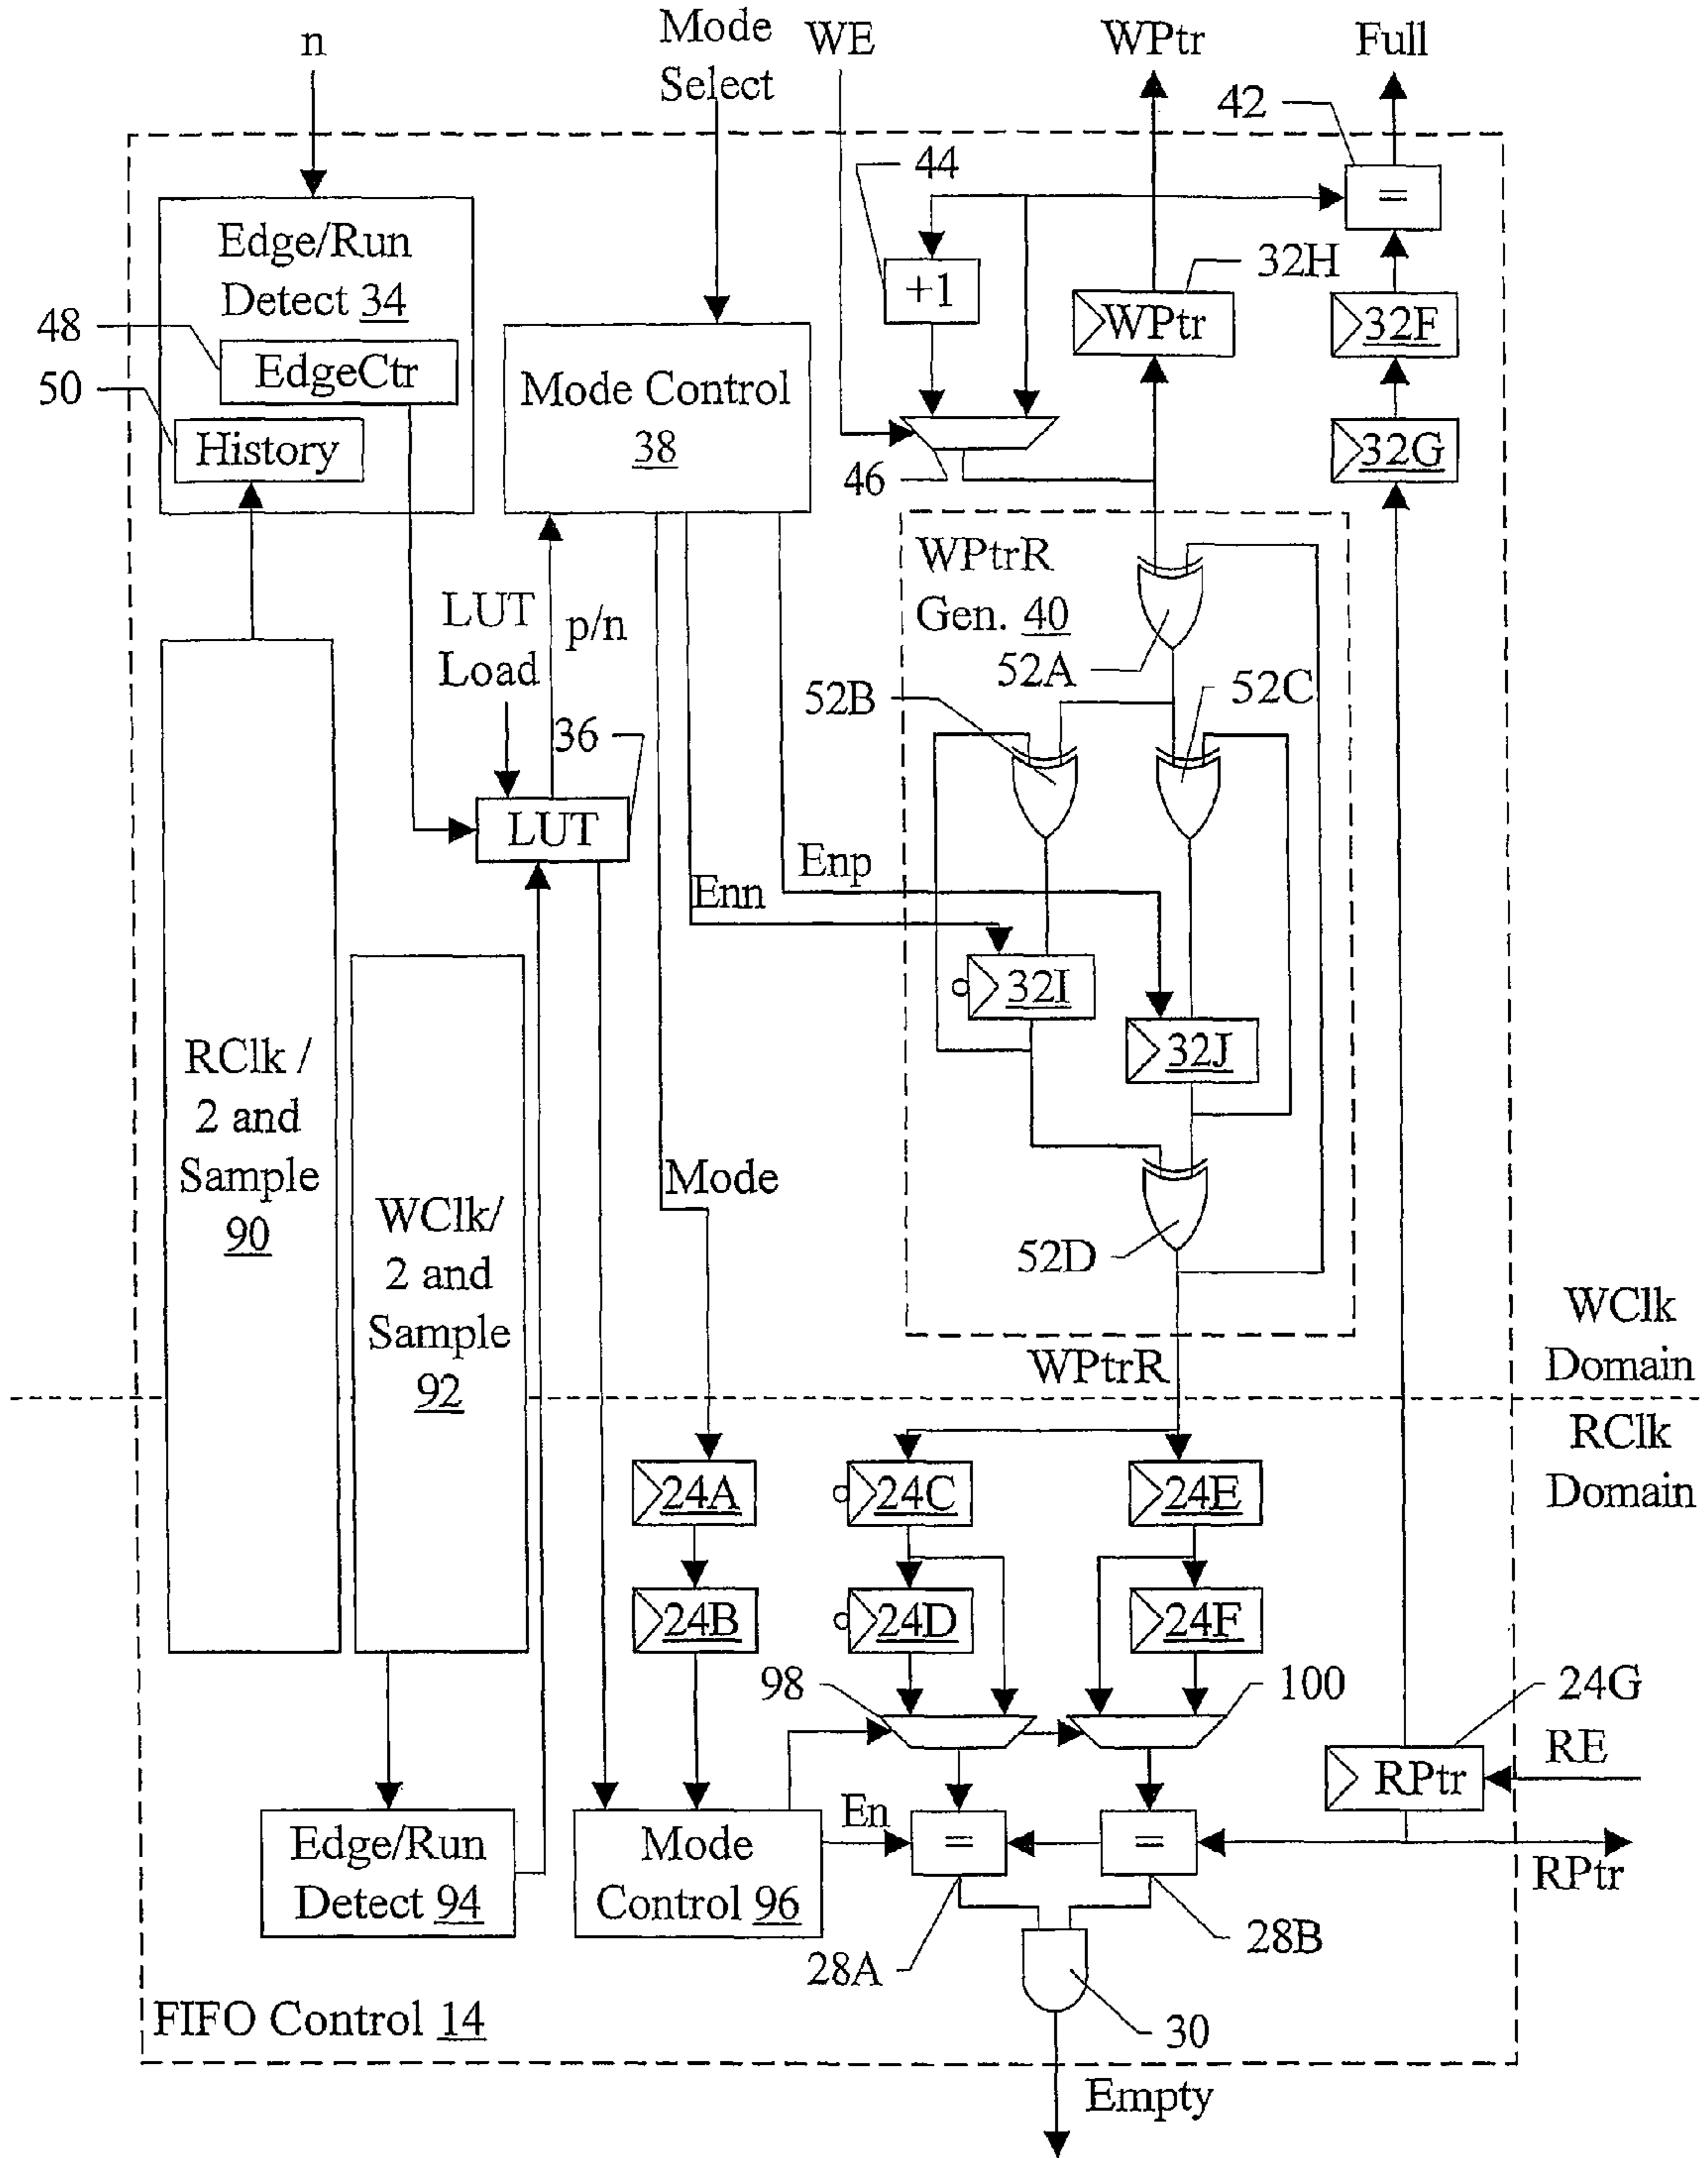 n
Mode
Select
WE
WPtr
Full
42
44
Edge/Run
Detect 34
48
EdgeCtr
50
History
Mode Control
38
+1
=
32H
WPtr
32F
32G
46
WPtrR
Gen. 40
52A
52B
52C
LUT
Load
p/n
36
LUT
Enp
Enn
32I
32J
RClk /
2 and
Sample
90
WClk/
2 and
Sample
92
Mode
52D
WPtrR
WClk
Domain
RClk
Domain
24A
24C
24E
24B
24D
24F
98
100
24G
RE
RPtr
RPtr
Edge/Run
Detect 94
Mode
Control 96
En
=
=
28A
28B
30
FIFO Control 14
Empty